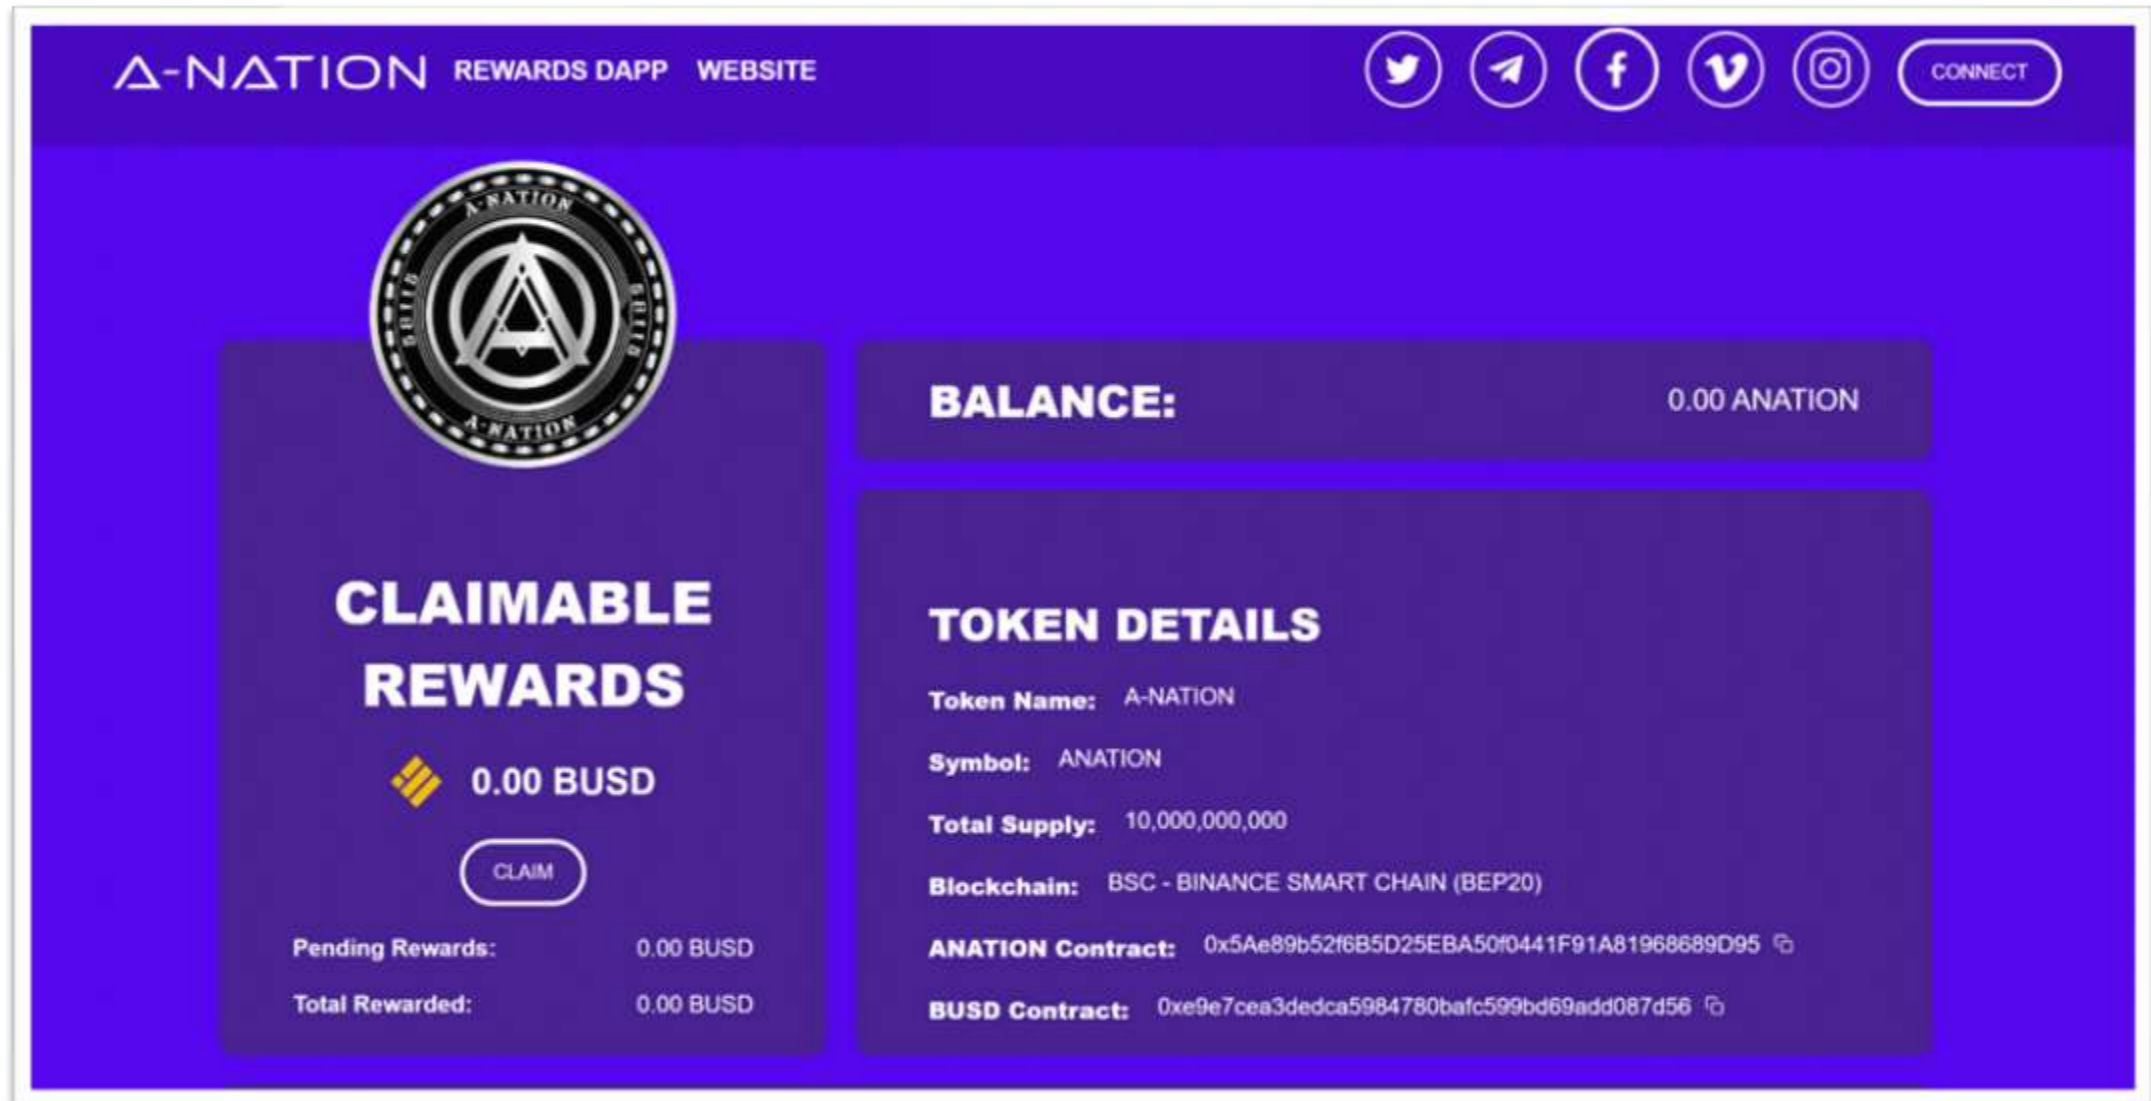 A-NATION REWARDS DAPP WEBSITE CONNECT
A-NATION
A-NATION
CLAIMABLE
REWARDS
0.00 BUSD
CLAIM
Pending Rewards: 0.00 BUSD
Total Rewarded: 0.00 BUSD
BALANCE: 0.00 ANATION
TOKEN DETAILS
Token Name: A-NATION
Symbol: ANATION
Total Supply: 10,000,000,000
Blockchain: BSC - BINANCE SMART CHAIN (BEP20)
ANATION Contract: 0x5Ae89b52f6B5D25EBA50f0441F91A81968689D95
BUSD Contract: 0xe9e7cea3dedca5984780bafc599bd69add087d56